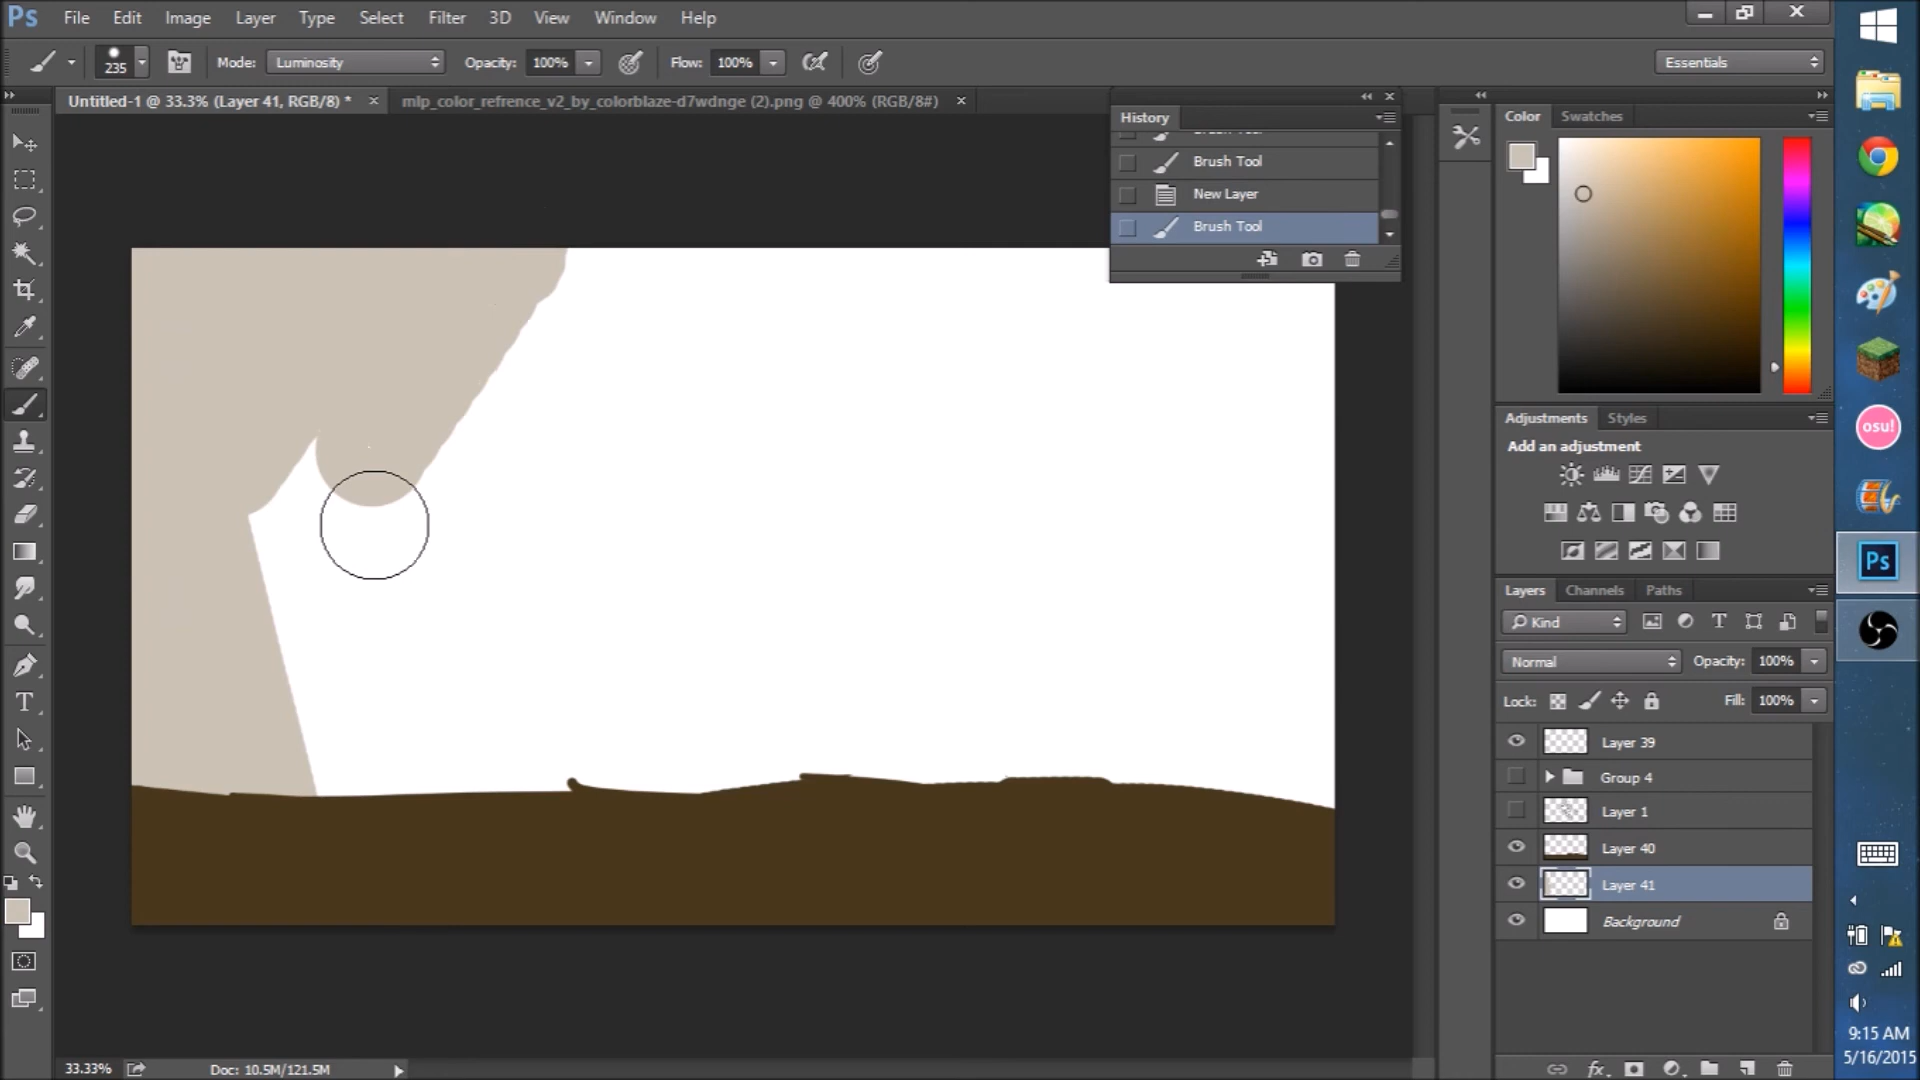 Ps File Edit Image Layer Type Select Filter 3D View Window Help
235 Mode: Luminosity Opacity: 100% Flow: 100% Essentials
Untitled-1 @ 33.3% (Layer 41, RGB/8) * mlp_color_refrence_v2_by_colorblaze-d7wdnge (2).png @ 400% (RGB/8#)
History
Brush Tool
Brush Tool
New Layer
Brush Tool
Color Swatches
Adjustments Styles
Add an adjustment
Layers Channels Paths
Kind
Normal Opacity: 100%
Lock: Fill: 100%
Layer 39
Group 4
Layer 1
Layer 40
Layer 41
Background
fx
33.33% Doc: 10.5M/121.5M
osu!
Ps
9:15 AM
5/16/2015